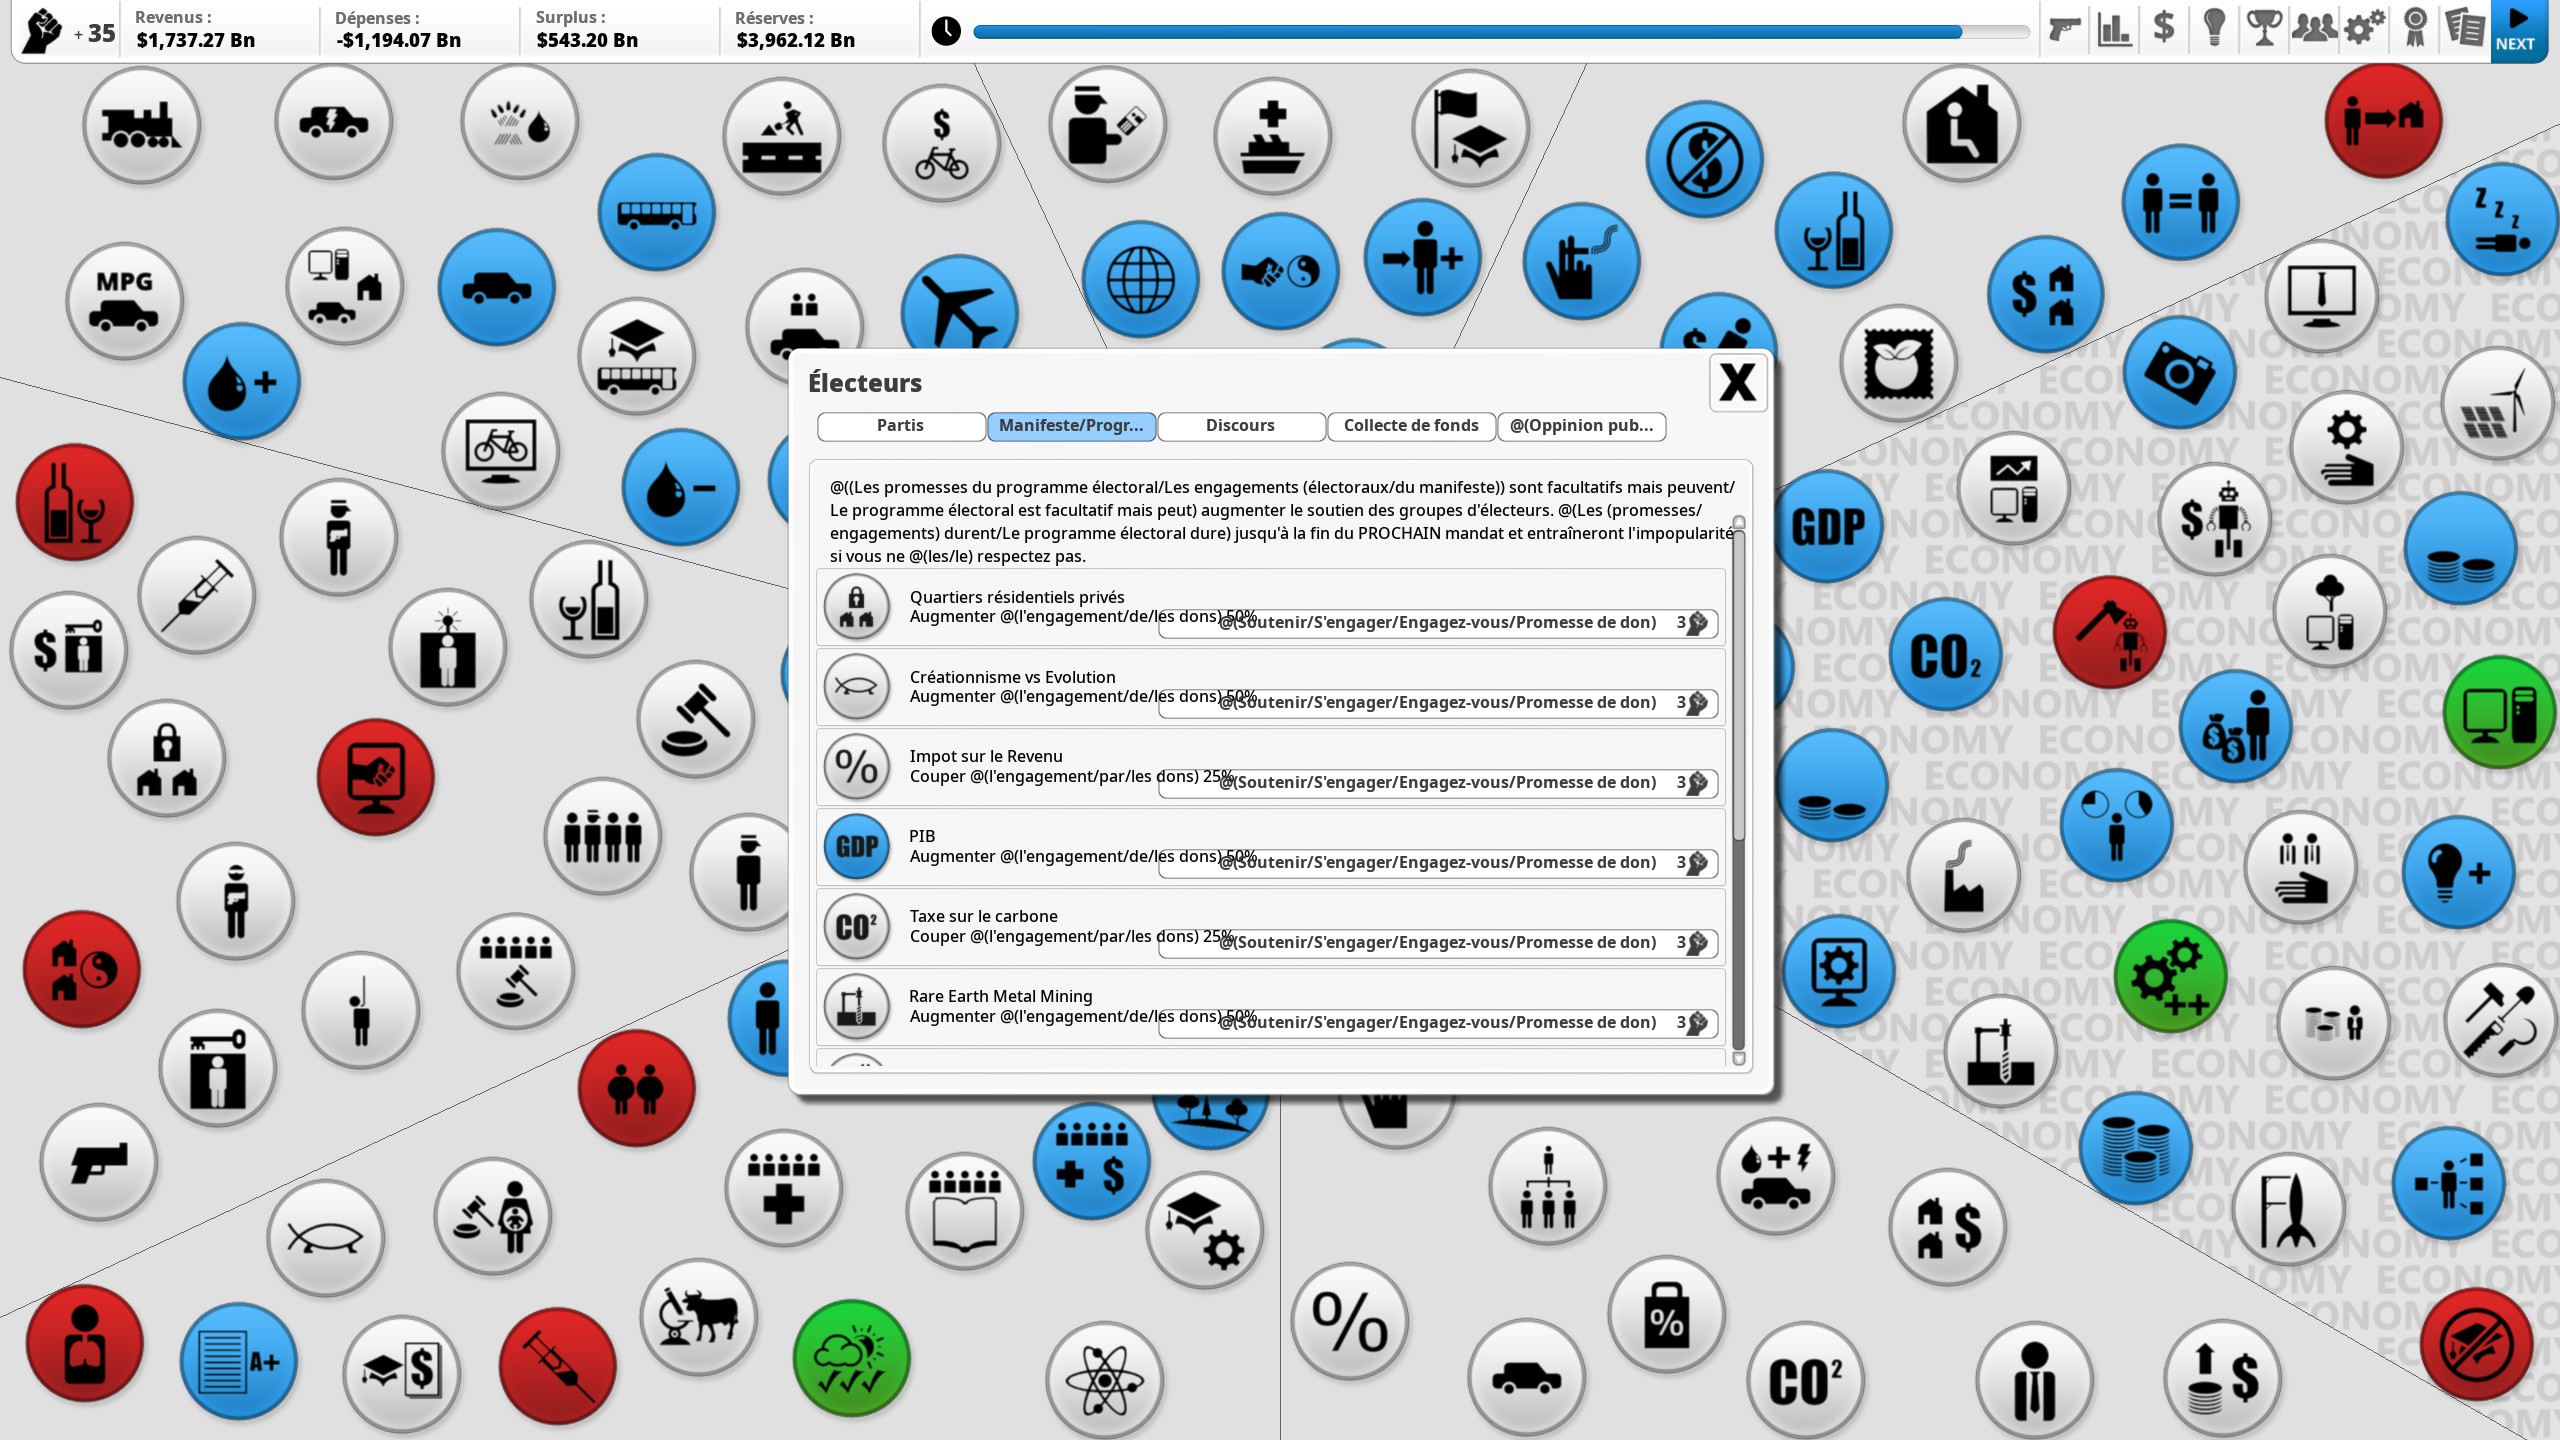 + 35
Revenus :
$1,737.27 Bn
Dépenses :
-$1,194.07 Bn
Surplus :
$543.20 Bn
Réserves :
$3,962.12 Bn
$
NEXT
Électeurs
X
Partis
Manifeste/Progr...
Discours
Collecte de fonds
@(Oppinion pub...
@((Les promesses du programme électoral/Les engagements (électoraux/du manifeste)) sont facultatifs mais peuvent/
Le programme électoral est facultatif mais peut) augmenter le soutien des groupes d'électeurs. @(Les (promesses/
engagements) durent/Le programme électoral dure) jusqu'à la fin du PROCHAIN mandat et entraîneront l'impopularité
si vous ne @(les/le) respectez pas.
Quartiers résidentiels privés
Augmenter @(l'engagement/de/les dons) 50%
@(Soutenir/S'engager/Engagez-vous/Promesse de don) 3
Créationnisme vs Evolution
Augmenter @(l'engagement/de/les dons) 50%
@(Soutenir/S'engager/Engagez-vous/Promesse de don) 3
%
Impot sur le Revenu
Couper @(l'engagement/par/les dons) 25%
@(Soutenir/S'engager/Engagez-vous/Promesse de don) 3
GDP
PIB
Augmenter @(l'engagement/de/les dons) 50%
@(Soutenir/S'engager/Engagez-vous/Promesse de don) 3
CO²
Taxe sur le carbone
Couper @(l'engagement/par/les dons) 25%
@(Soutenir/S'engager/Engagez-vous/Promesse de don) 3
Rare Earth Metal Mining
Augmenter @(l'engagement/de/les dons) 50%
@(Soutenir/S'engager/Engagez-vous/Promesse de don) 3
MPG
GDP
CO₂
ECONOMY
A+
%
%
CO²